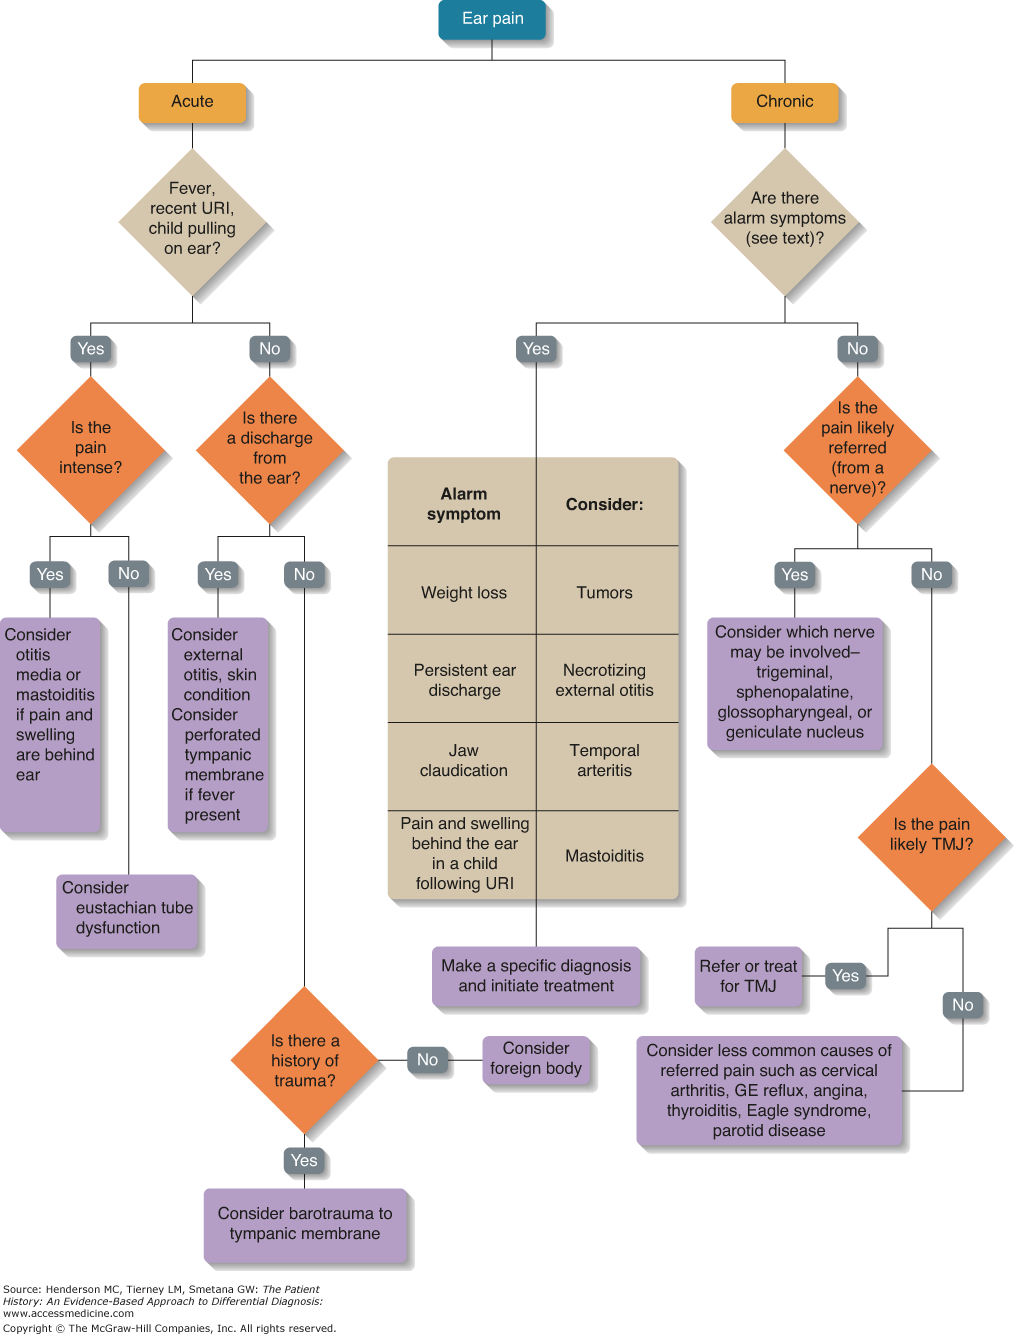 Ear pain
Acute
Chronic
Fever,
recent URI,
child pulling
on ear?
Are there
alarm symptoms
(see text)?
Yes
No
Yes
No
Is the
pain
intense?
Is there
a discharge
from
the ear?
Is the
pain likely
referred
(from a
nerve)?
Alarm
symptom
Consider:
Weight loss
Tumors
Persistent ear
discharge
Necrotizing
external otitis
Jaw
claudication
Temporal
arteritis
Pain and swelling
behind the ear
in a child
following URI
Mastoiditis
Yes
No
Yes
No
Yes
No
Consider
otitis
media or
mastoiditis
if pain and
swelling
are behind
ear
Consider
external
otitis, skin
condition
Consider
perforated
tympanic
membrane
if fever
present
Consider which nerve
may be involved–
trigeminal,
sphenopalatine,
glossopharyngeal, or
geniculate nucleus
Is the pain
likely TMJ?
Consider
eustachian tube
dysfunction
Make a specific diagnosis
and initiate treatment
Refer or treat
for TMJ
Yes
No
Is there a
history of
trauma?
No
Consider
foreign body
Consider less common causes of
referred pain such as cervical
arthritis, GE reflux, angina,
thyroiditis, Eagle syndrome,
parotid disease
Yes
Consider barotrauma to
tympanic membrane
Source: Henderson MC, Tierney LM, Smetana GW: The Patient
History: An Evidence-Based Approach to Differential Diagnosis:
www.accessmedicine.com
Copyright © The McGraw-Hill Companies, Inc. All rights reserved.